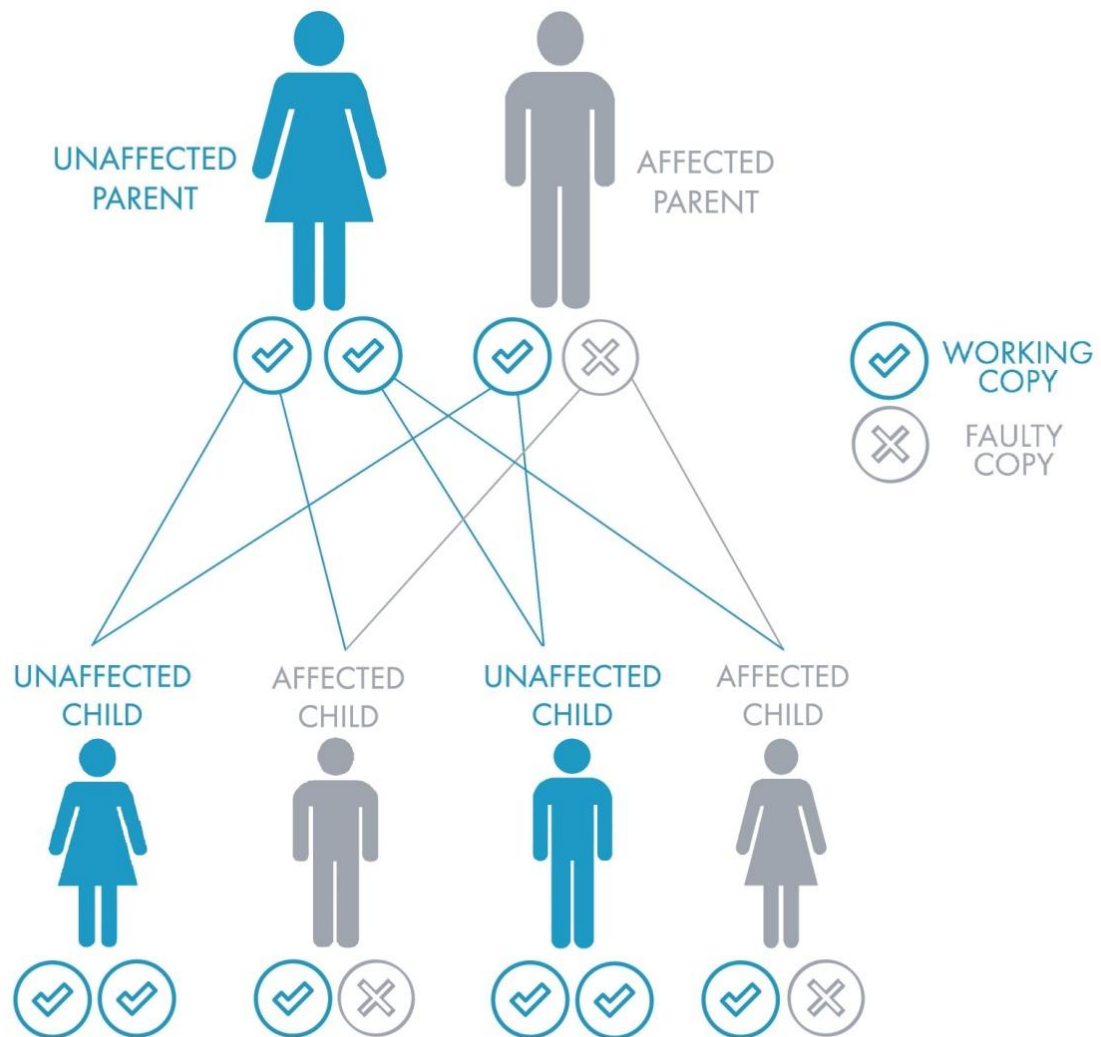 UNAFFECTED
PARENT
AFFECTED
PARENT
WORKING
COPY
FAULTY
COPY
UNAFFECTED
CHILD
AFFECTED
CHILD
UNAFFECTED
CHILD
AFFECTED
CHILD